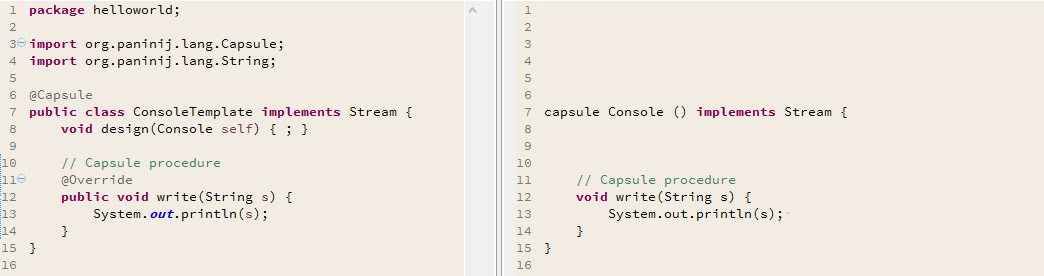 1 package helloworld;
2
3 import org.paninij.lang.Capsule;
4 import org.paninij.lang.String;
5
6 @Capsule
7 public class ConsoleTemplate implements Stream {
8     void design(Console self) { ; }
9
10     // Capsule procedure
11     @Override
12     public void write(String s) {
13         System.out.println(s);
14     }
15 }
16
1
2
3
4
5
6
7 capsule Console () implements Stream {
8
9
10
11     // Capsule procedure
12     void write(String s) {
13         System.out.println(s);
14     }
15 }
16